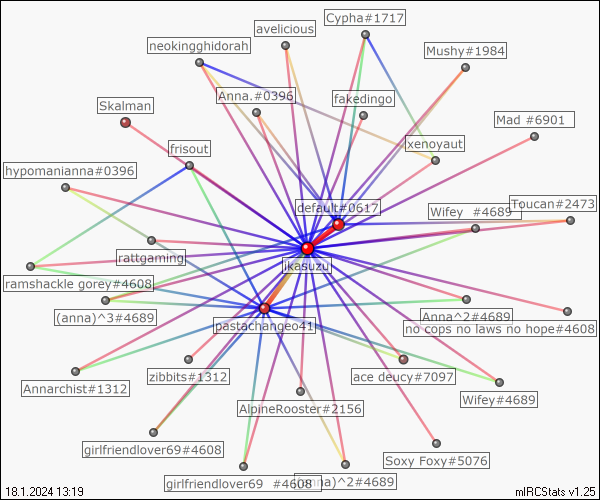 Cypha#1717
avelicious
neokingghidorah
Mushy#1984
Anna.#0396
fakedingo
Skalman
Mad #6901
frisout
xenoyaut
hypomanianna#0396
Toucan#2473
default#0617
Wifey #4689
rattgaming
ikasuzu
ramshackle gorey#4608
(anna)^3#4689
Anna^2#4689
pastachangeo41
no cops no laws no hope#4608
zibbits#1312
ace deucy#7097
Annarchist#1312
Wifey#4689
AlpineRooster#2156
girlfriendlover69#4608
Soxy Foxy#5076
girlfriendlover69 #4608
)^2#4689
18.1.2024 13:19
mIRCStats v1.25